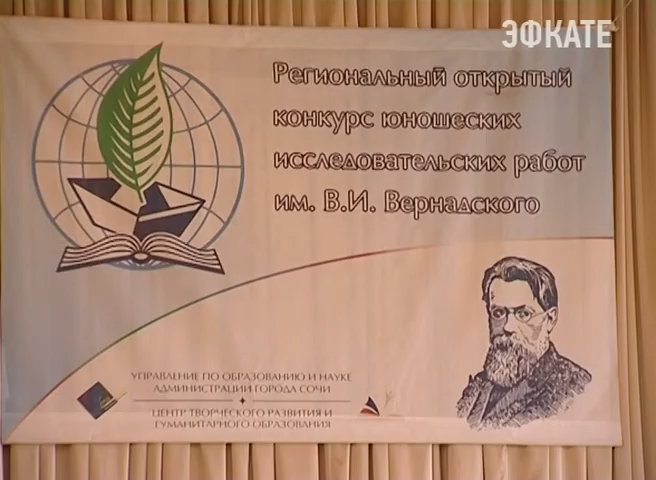 ЭФКАТЕ
Региональный открытый
конкурс юношеских
исследовательских работ
им. В.И. Вернадского
УПРАВЛЕНИЕ ПО ОБРАЗОВАНИЮ И НАУКЕ
АДМИНИСТРАЦИИ ГОРОДА СОЧИ
ЦЕНТР ТВОРЧЕСКОГО РАЗВИТИЯ И
ГУМАНИТАРНОГО ОБРАЗОВАНИЯ